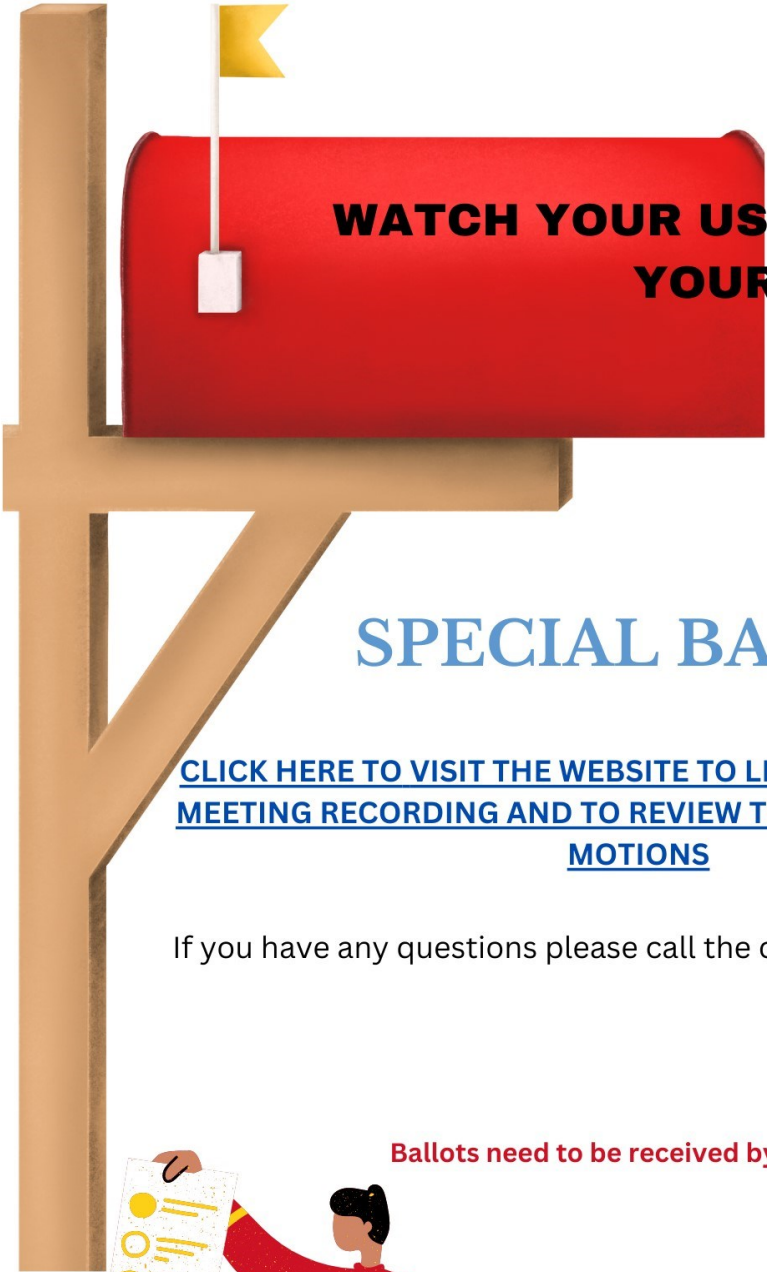 WATCH YOUR US
YOUR
SPECIAL BA
CLICK HERE TO VISIT THE WEBSITE TO LI
MEETING RECORDING AND TO REVIEW T
MOTIONS
If you have any questions please call the
Ballots need to be received by